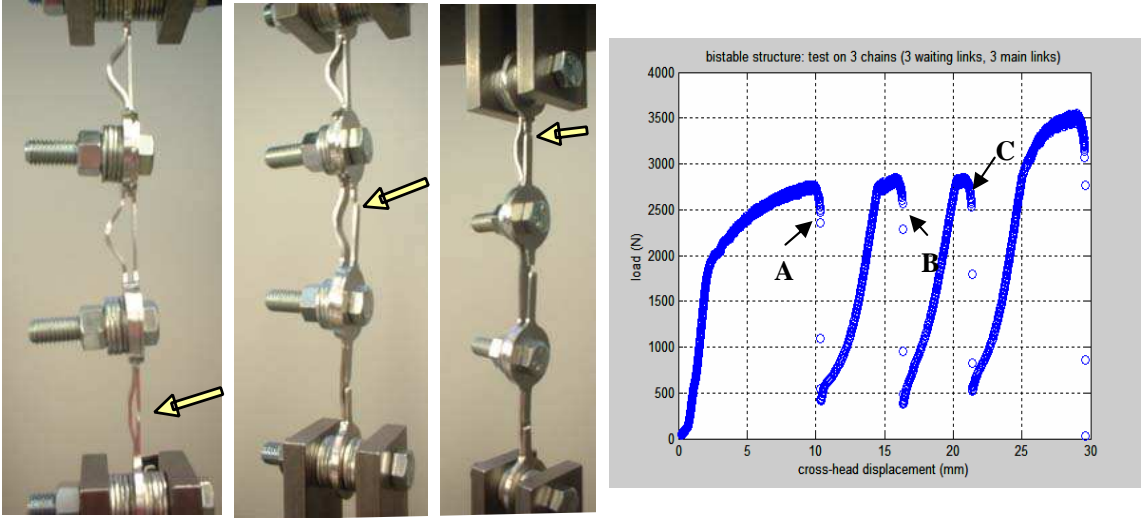 bistable structure: test on 3 chains (3 waiting links, 3 main links)
4000
3500
3000
2500
2000
1500
1000
500
0
load (N)
A
B
C
0 5 10 15 20 25 30
cross-head displacement (mm)